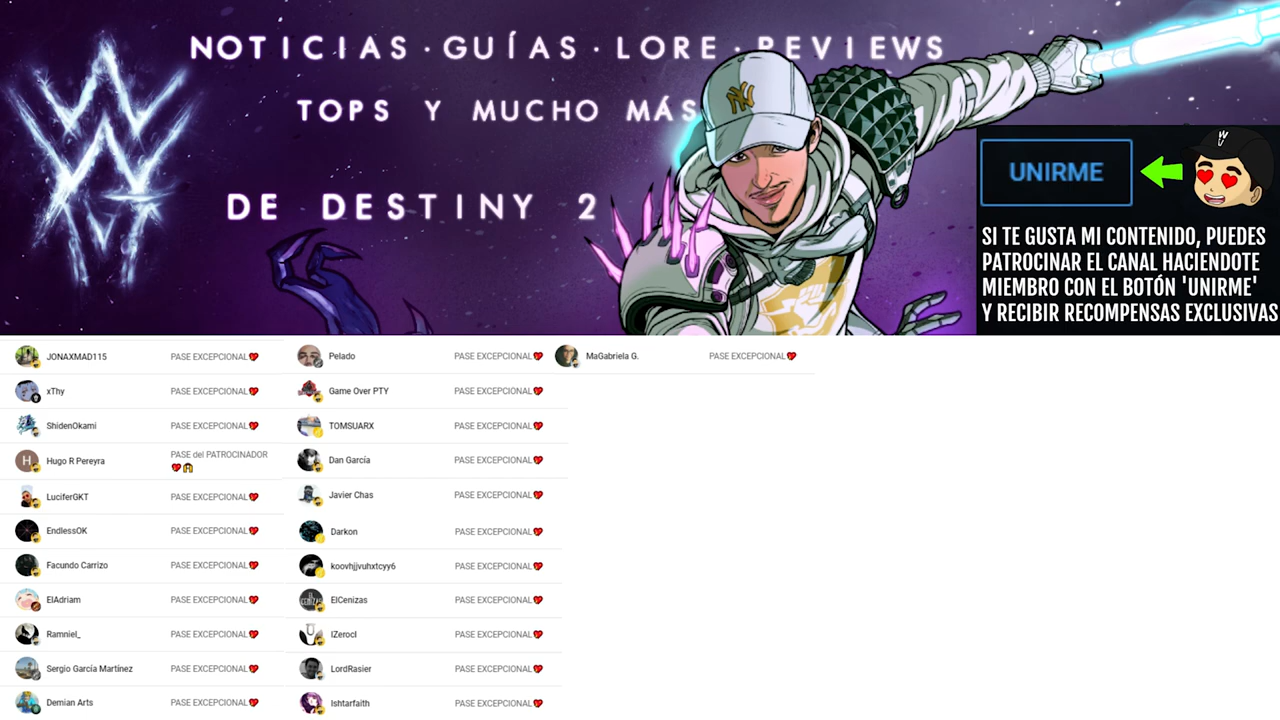 NOTICIAS · GUÍAS · LORE · REVIEWS
TOPS Y MUCHO MÁS
DE DESTINY 2
NY
UNIRME
SI TE GUSTA MI CONTENIDO, PUEDES
PATROCINAR EL CANAL HACIENDOTE
MIEMBRO CON EL BOTÓN 'UNIRME'
Y RECIBIR RECOMPENSAS EXCLUSIVAS
JONAXMAD115 PASE EXCEPCIONAL
xThy PASE EXCEPCIONAL
ShidenOkami PASE EXCEPCIONAL
H Hugo R Pereyra PASE del PATROCINADOR
LuciferGKT PASE EXCEPCIONAL
EndlessOK PASE EXCEPCIONAL
Facundo Carrizo PASE EXCEPCIONAL
ElAdriam PASE EXCEPCIONAL
Ramniel_ PASE EXCEPCIONAL
Sergio García Martínez PASE EXCEPCIONAL
Demian Arts PASE EXCEPCIONAL
Pelado PASE EXCEPCIONAL
Game Over PTY PASE EXCEPCIONAL
TOMSUARX PASE EXCEPCIONAL
Dan García PASE EXCEPCIONAL
Javier Chas PASE EXCEPCIONAL
Darkon PASE EXCEPCIONAL
koovhjjvuhxtcyy6 PASE EXCEPCIONAL
ElCenizas PASE EXCEPCIONAL
IZerocI PASE EXCEPCIONAL
LordRasier PASE EXCEPCIONAL
Ishtarfaith PASE EXCEPCIONAL
MaGabriela G. PASE EXCEPCIONAL